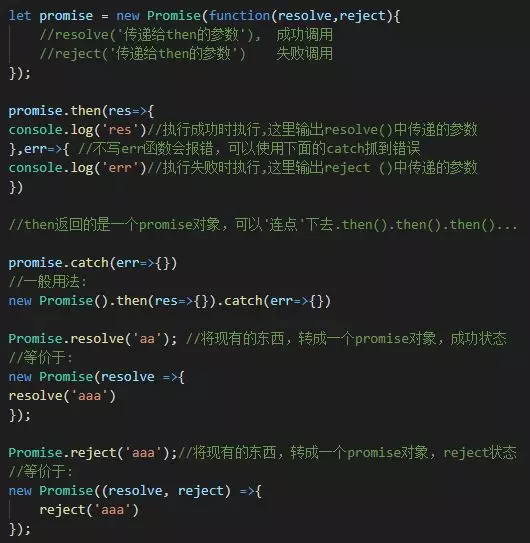 let promise = new Promise(function(resolve,reject){
    //resolve('传递给then的参数'), 成功调用
    //reject('传递给then的参数')    失败调用
});

promise.then(res=>{
console.log('res')//执行成功时执行,这里输出resolve()中传递的参数
},err=>{ //不写err函数会报错，可以使用下面的catch抓到错误
console.log('err')//执行失败时执行,这里输出reject ()中传递的参数
})

//then返回的是一个promise对象，可以'连点'下去.then().then().then()...

promise.catch(err=>{})
//一般用法:
new Promise().then(res=>{}).catch(err=>{})

Promise.resolve('aa'); //将现有的东西，转成一个promise对象，成功状态
//等价于:
new Promise(resolve =>{
resolve('aaa')
});

Promise.reject('aaa');//将现有的东西，转成一个promise对象，reject状态
//等价于:
new Promise((resolve, reject) =>{
    reject('aaa')
});